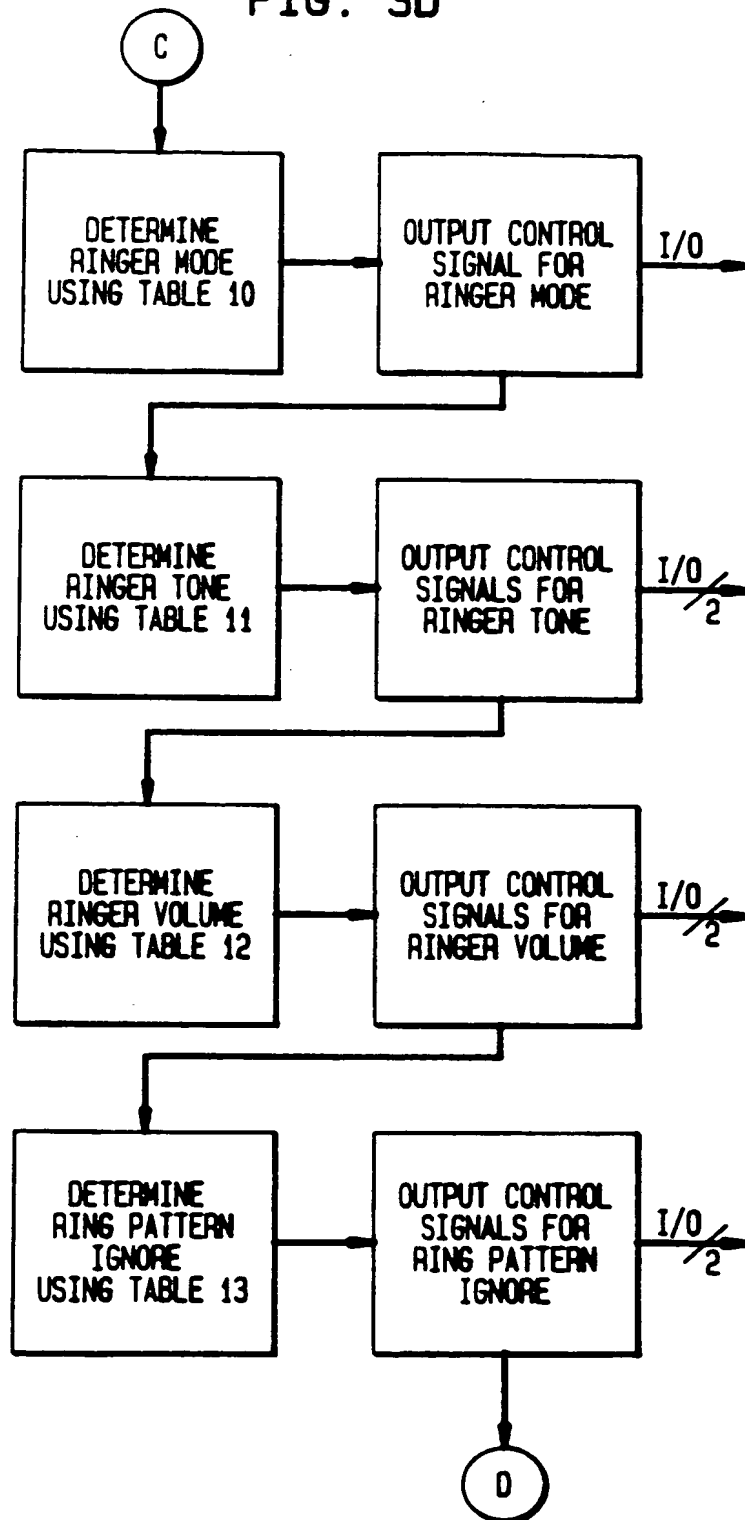 FIG. 3D
C
DETERMINE
RINGER MODE
USING TABLE 10
OUTPUT CONTROL
SIGNAL FOR
RINGER MODE
I/O
DETERMINE
RINGER TONE
USING TABLE 11
OUTPUT CONTROL
SIGNALS FOR
RINGER TONE
I/O
2
DETERMINE
RINGER VOLUME
USING TABLE 12
OUTPUT CONTROL
SIGNALS FOR
RINGER VOLUME
I/O
2
DETERMINE
RING PATTERN
IGNORE
USING TABLE 13
OUTPUT CONTROL
SIGNALS FOR
RING PATTERN
IGNORE
I/O
2
D